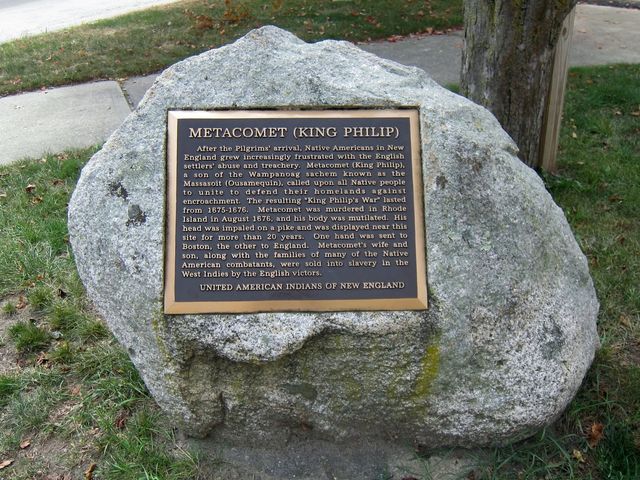 METACOMET (KING PHILIP)
After the Pilgrims' arrival, Native Americans in New
England grew increasingly frustrated with the English
settlers' abuse and treachery. Metacomet (King Philip),
a son of the Wampanoag sachem known as the
Massasoit (Ousamequin), called upon all Native people
to unite to defend their homelands against
encroachment. The resulting "King Philip's War" lasted
from 1675-1676. Metacomet was murdered in Rhode
Island in August 1676, and his body was mutilated. His
head was impaled on a pike and was displayed near this
site for more than 20 years. One hand was sent to
Boston, the other to England. Metacomet's wife and
son, along with the families of many of the Native
American combatants, were sold into slavery in the
West Indies by the English victors.
UNITED AMERICAN INDIANS OF NEW ENGLAND